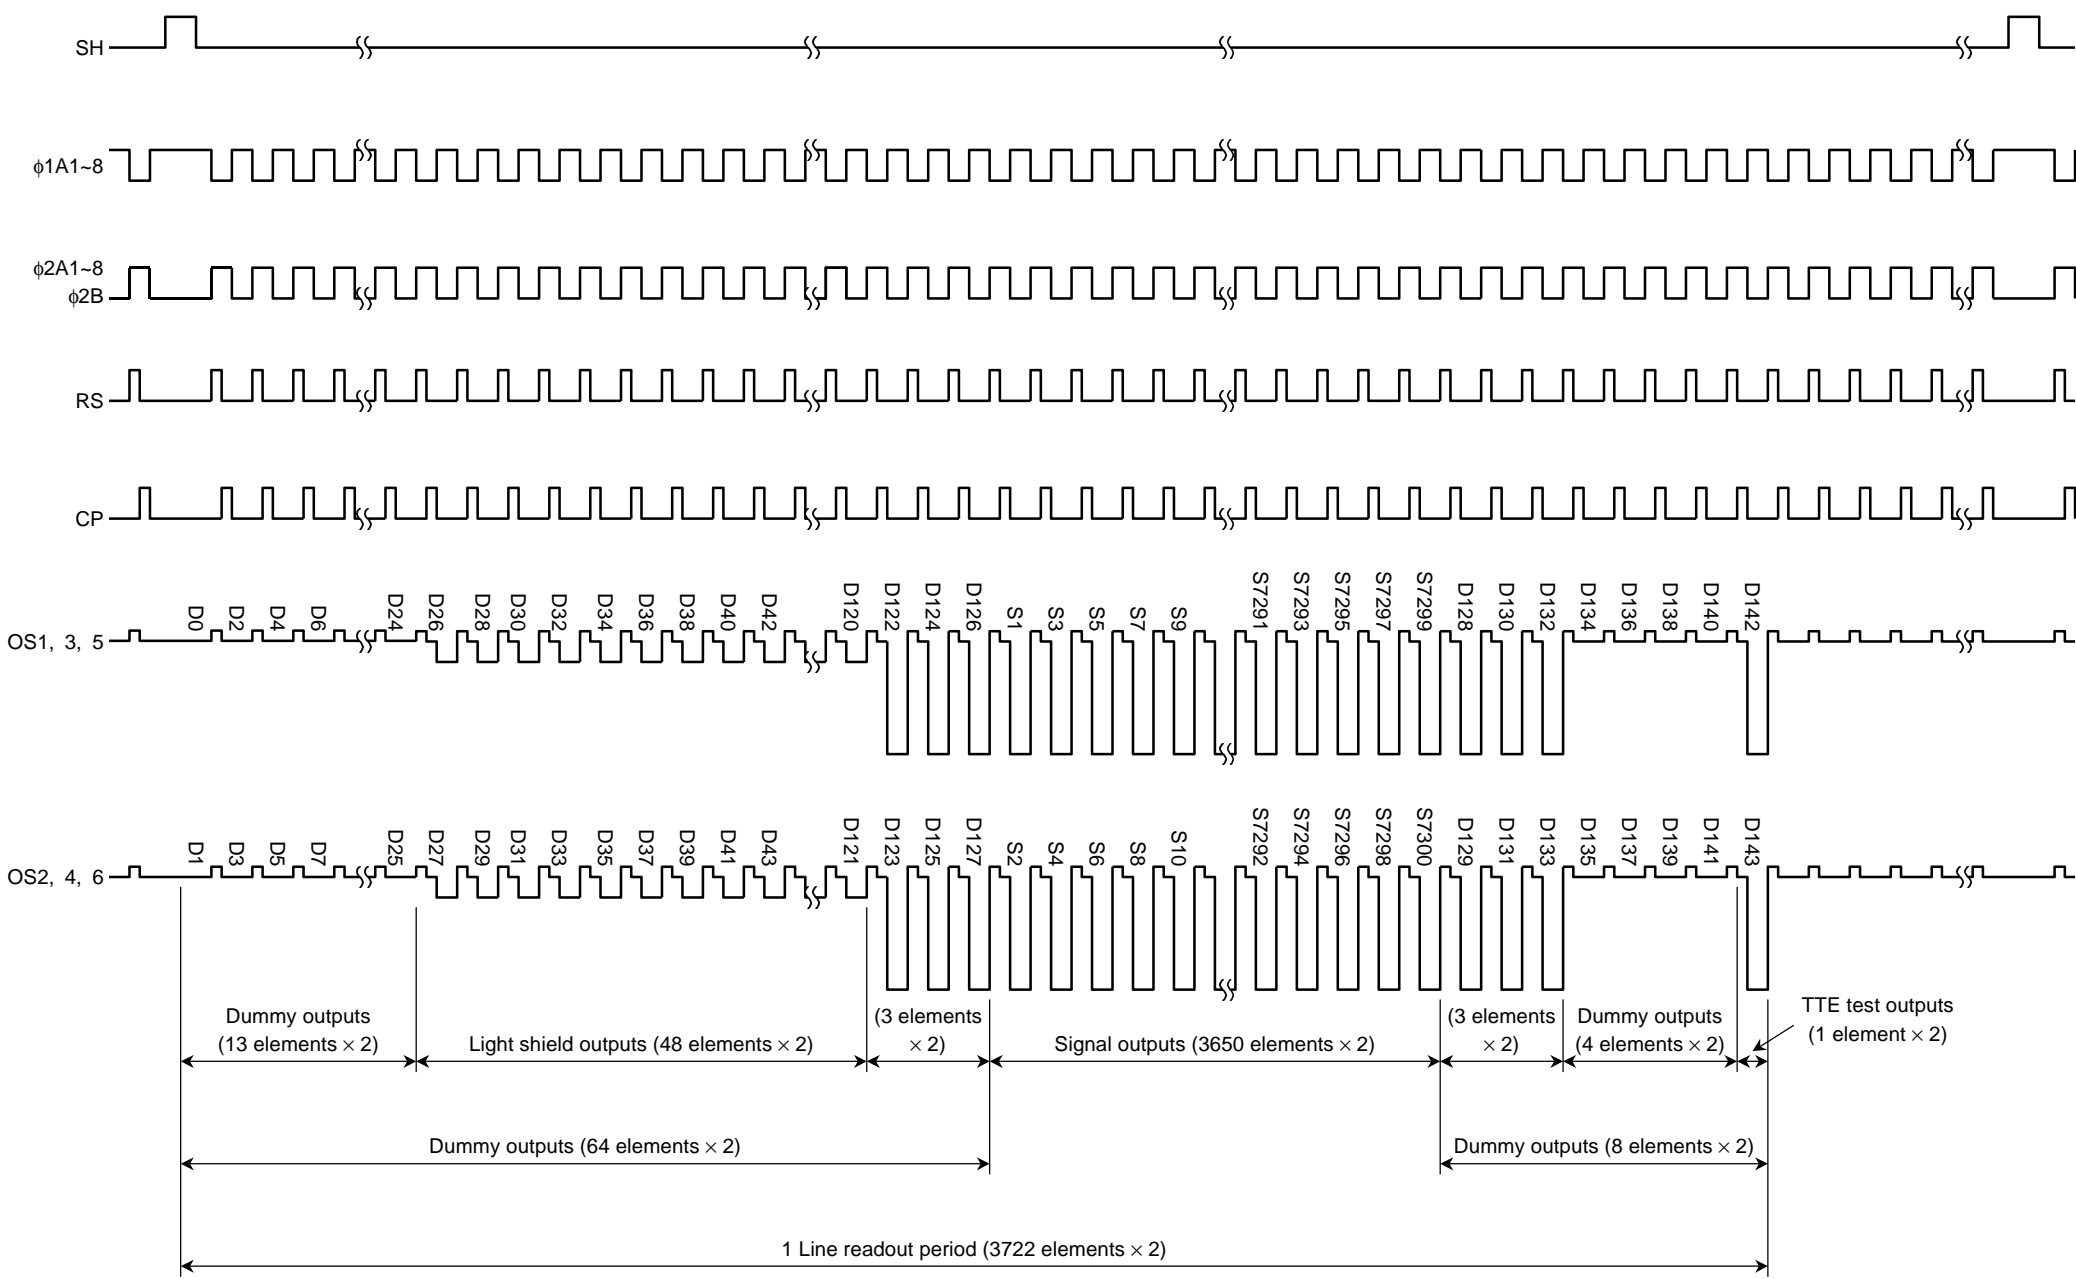 SH
ϕ1A1~8
ϕ2A1~8
ϕ2B
RS
CP
D0 D2 D4 D6 D24 D26 D28 D30 D32 D34 D36 D38 D40 D42 D120 D122 D124 D126 S1 S3 S5 S7 S9 S7291 S7293 S7295 S7297 S7299 D128 D130 D132 D134 D136 D138 D140 D142
OS1, 3, 5
D1 D3 D5 D7 D25 D27 D29 D31 D33 D35 D37 D39 D41 D43 D121 D123 D125 D127 S2 S4 S6 S8 S10 S7292 S7294 S7296 S7298 S7300 D129 D131 D133 D135 D137 D139 D141 D143
OS2, 4, 6
Dummy outputs
(13 elements × 2)
Light shield outputs (48 elements × 2)
(3 elements
× 2)
Signal outputs (3650 elements × 2)
(3 elements
× 2)
Dummy outputs
(4 elements × 2)
TTE test outputs
(1 element × 2)
Dummy outputs (64 elements × 2)
Dummy outputs (8 elements × 2)
1 Line readout period (3722 elements × 2)